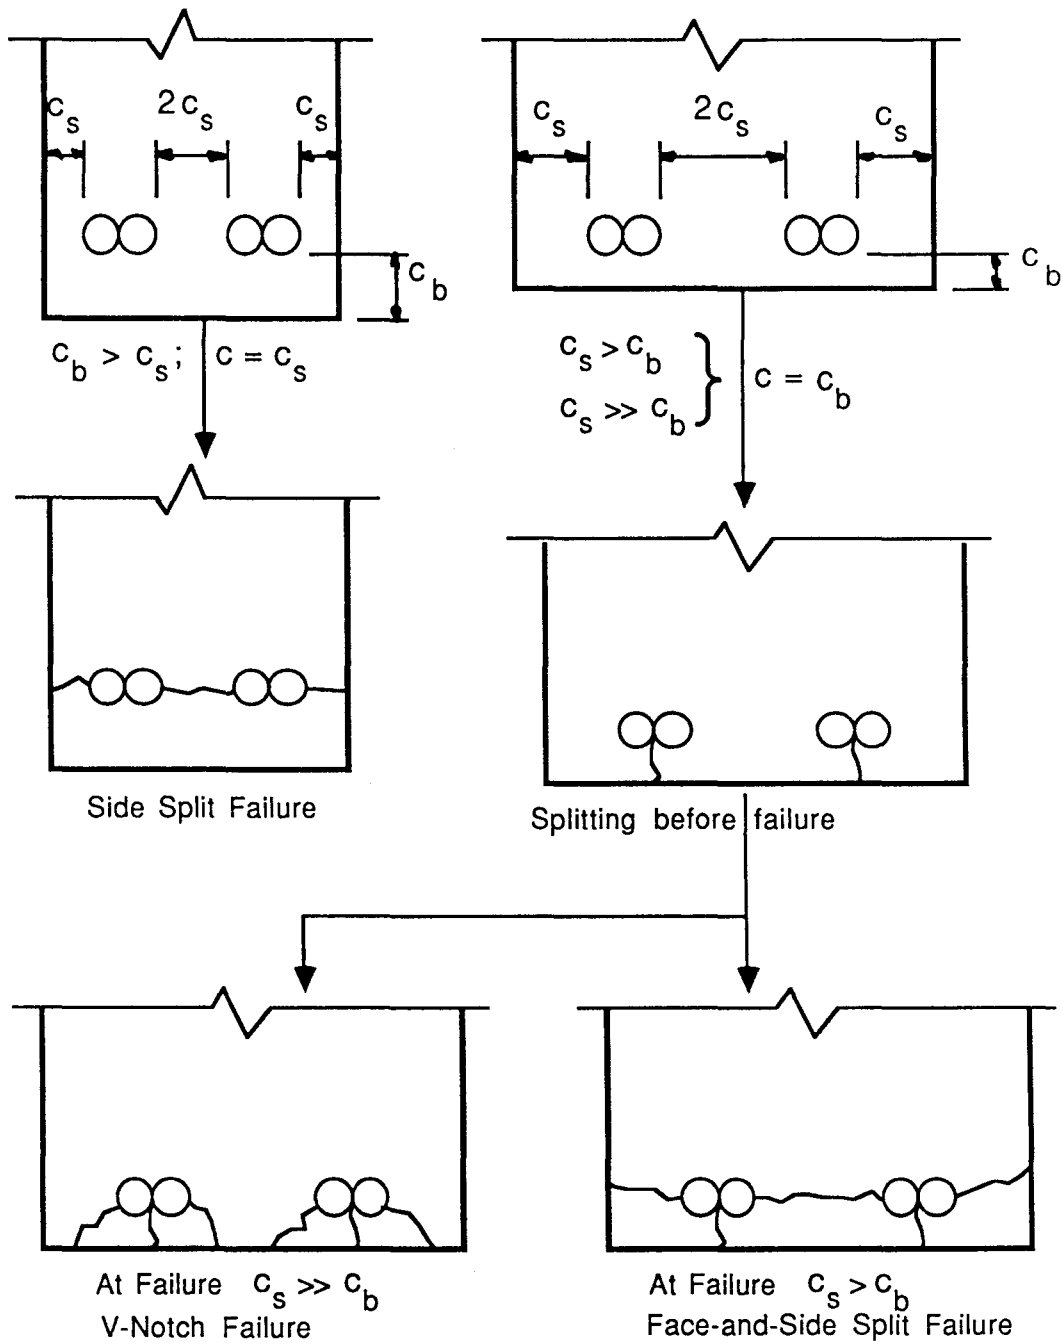 c_s 2c_s c_s
c_b
c_b > c_s; c = c_s
Side Split Failure
c_s 2c_s c_s
c_b
c_s > c_b
c_s >> c_b
c = c_b
Splitting before failure
At Failure c_s >> c_b
V-Notch Failure
At Failure c_s > c_b
Face-and-Side Split Failure